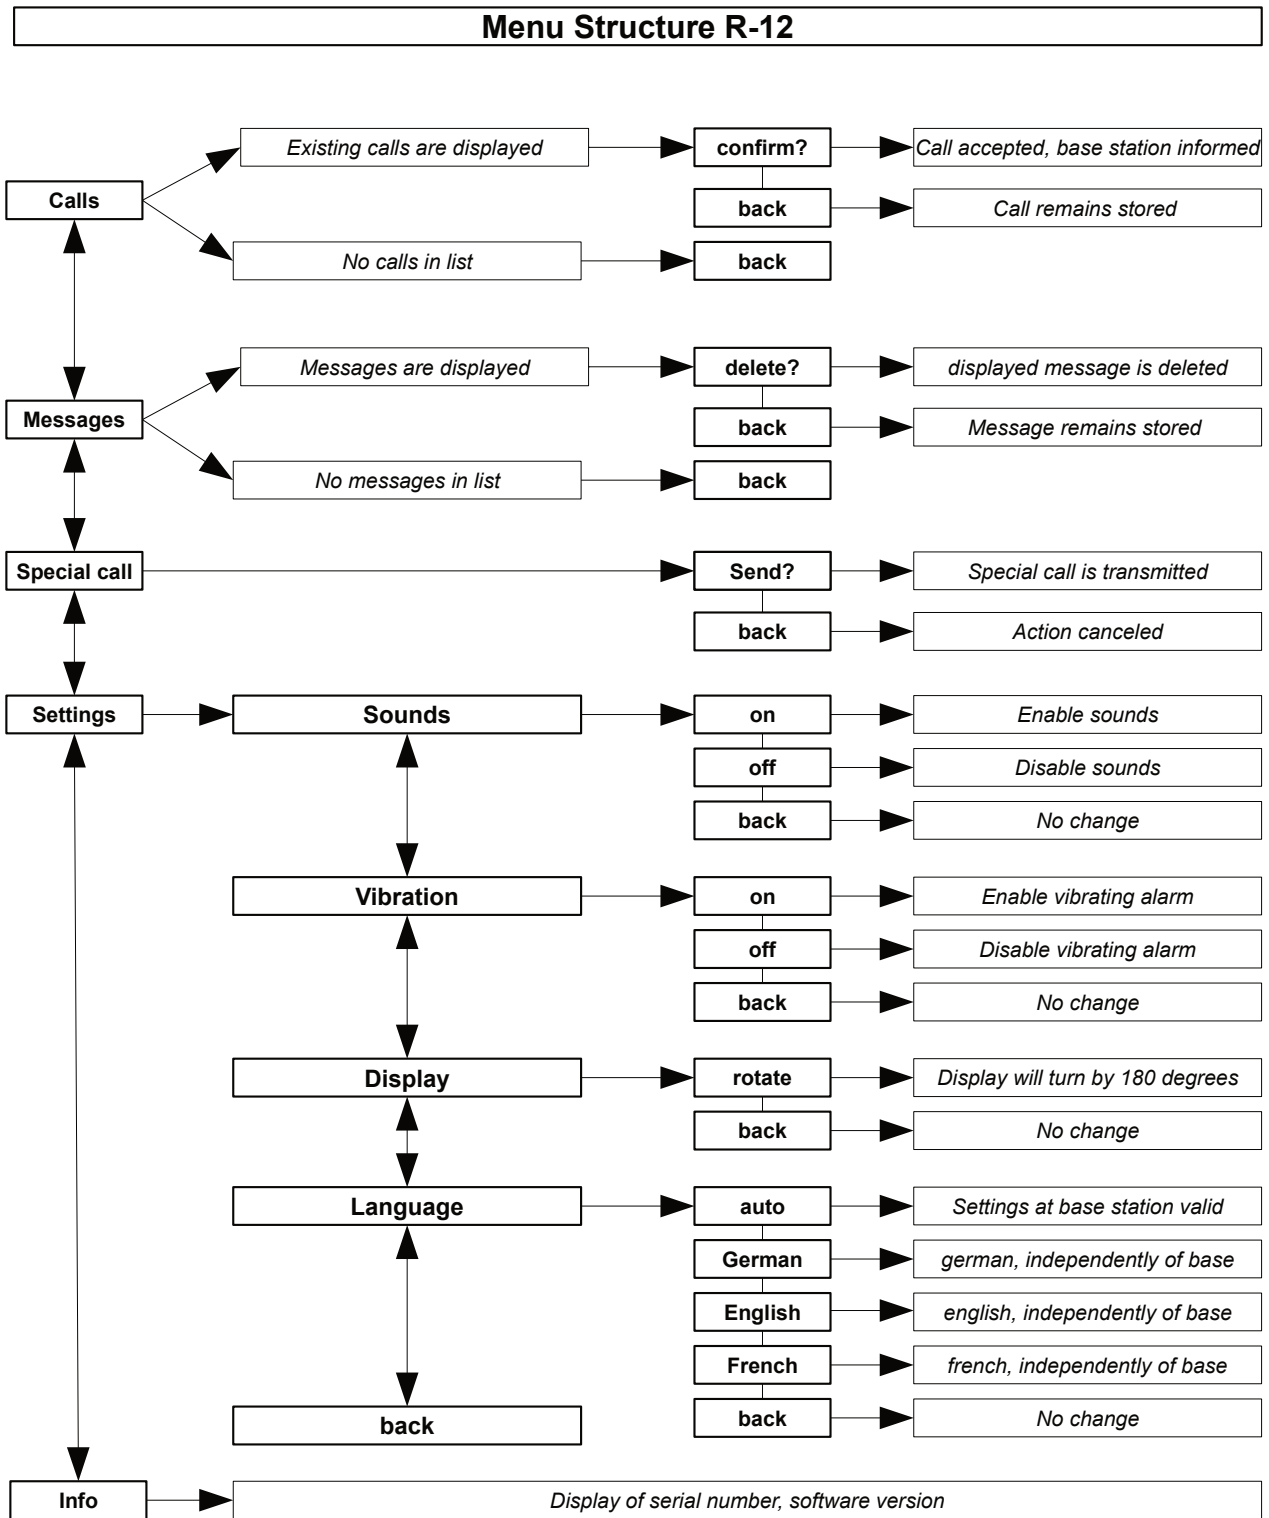 Menu Structure R-12
Existing calls are displayed
confirm?
Call accepted, base station informed
Calls
back
Call remains stored
No calls in list
back
Messages are displayed
delete?
displayed message is deleted
Messages
back
Message remains stored
No messages in list
back
Special call
Send?
Special call is transmitted
back
Action canceled
Settings
Sounds
on
Enable sounds
off
Disable sounds
back
No change
Vibration
on
Enable vibrating alarm
off
Disable vibrating alarm
back
No change
Display
rotate
Display will turn by 180 degrees
back
No change
Language
auto
Settings at base station valid
German
german, independently of base
English
english, independently of base
French
french, independently of base
back
back
No change
Info
Display of serial number, software version